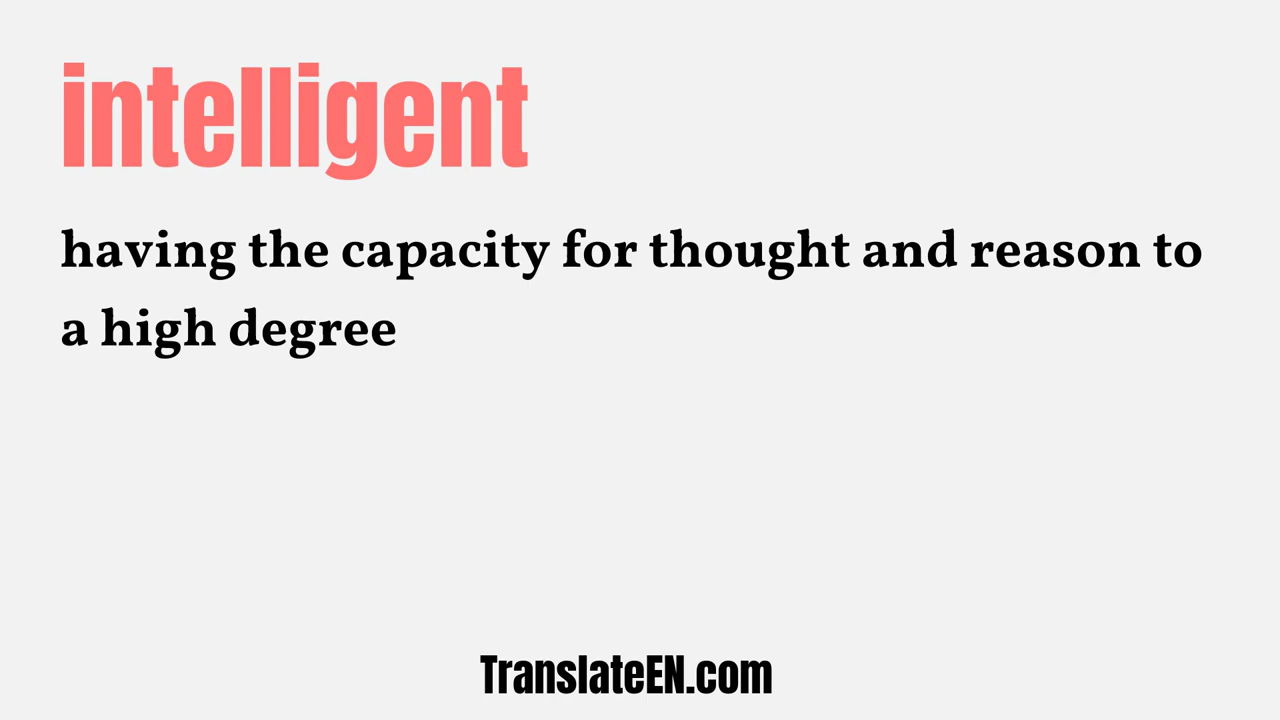 intelligent
having the capacity for thought and reason to
a high degree
TranslateEN.com